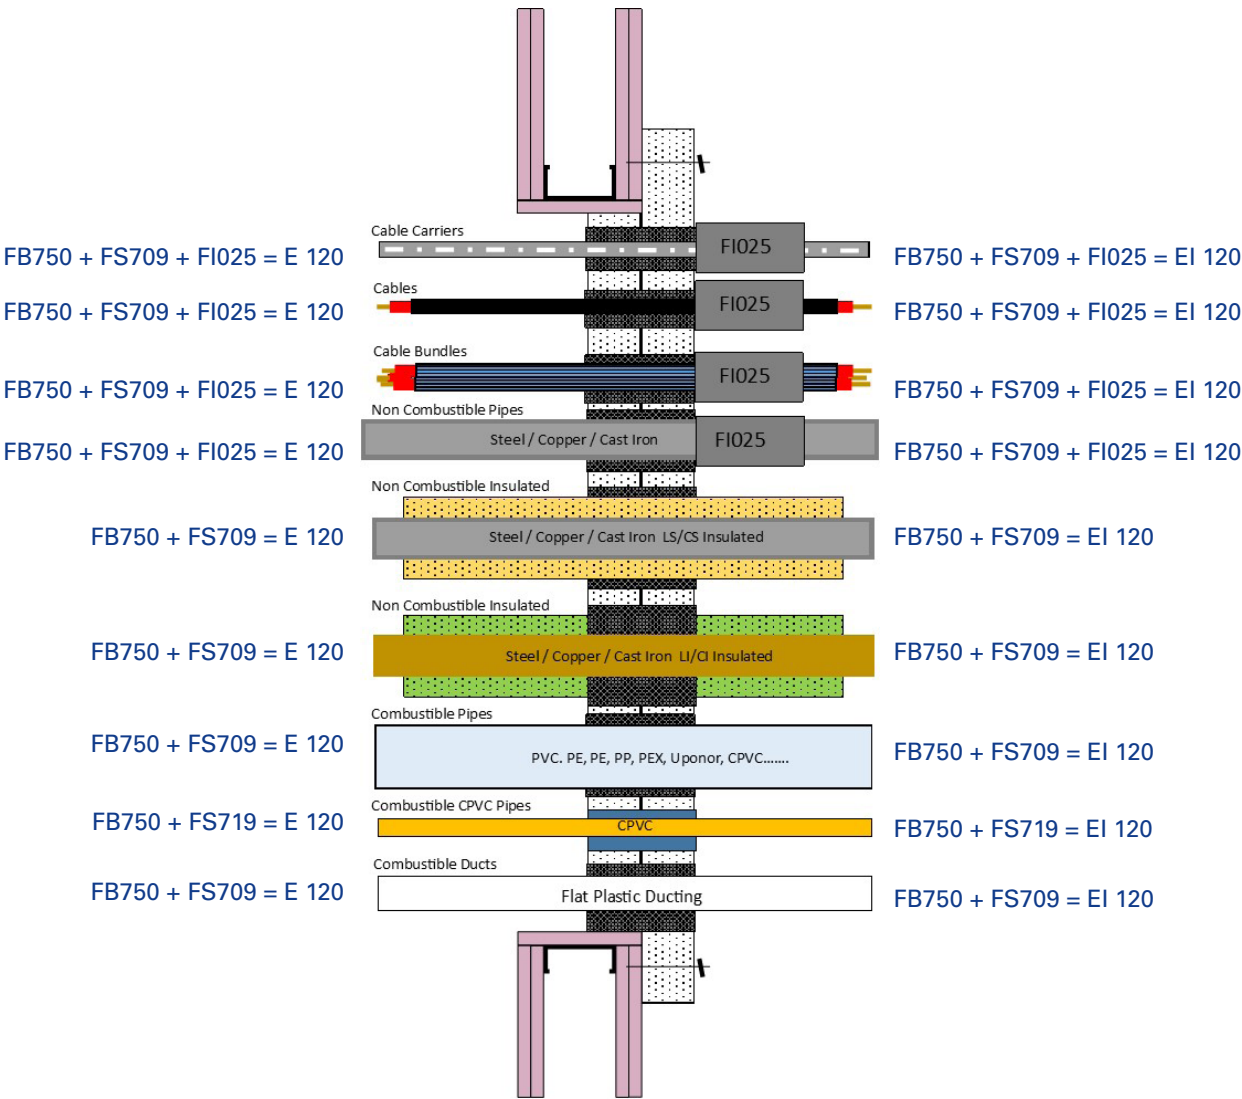 Cable Carriers
FB750 + FS709 + FI025 = E 120
FI025
FB750 + FS709 + FI025 = EI 120
Cables
FB750 + FS709 + FI025 = E 120
FI025
FB750 + FS709 + FI025 = EI 120
Cable Bundles
FB750 + FS709 + FI025 = E 120
FI025
FB750 + FS709 + FI025 = EI 120
Non Combustible Pipes
FB750 + FS709 + FI025 = E 120
Steel / Copper / Cast Iron
FI025
FB750 + FS709 + FI025 = EI 120
Non Combustible Insulated
FB750 + FS709 = E 120
Steel / Copper / Cast Iron LS/CS Insulated
FB750 + FS709 = EI 120
Non Combustible Insulated
FB750 + FS709 = E 120
Steel / Copper / Cast Iron LI/CI Insulated
FB750 + FS709 = EI 120
Combustible Pipes
FB750 + FS709 = E 120
PVC. PE, PE, PP, PEX, Uponor, CPVC.......
FB750 + FS709 = EI 120
Combustible CPVC Pipes
FB750 + FS719 = E 120
CPVC
FB750 + FS719 = EI 120
Combustible Ducts
FB750 + FS709 = E 120
Flat Plastic Ducting
FB750 + FS709 = EI 120